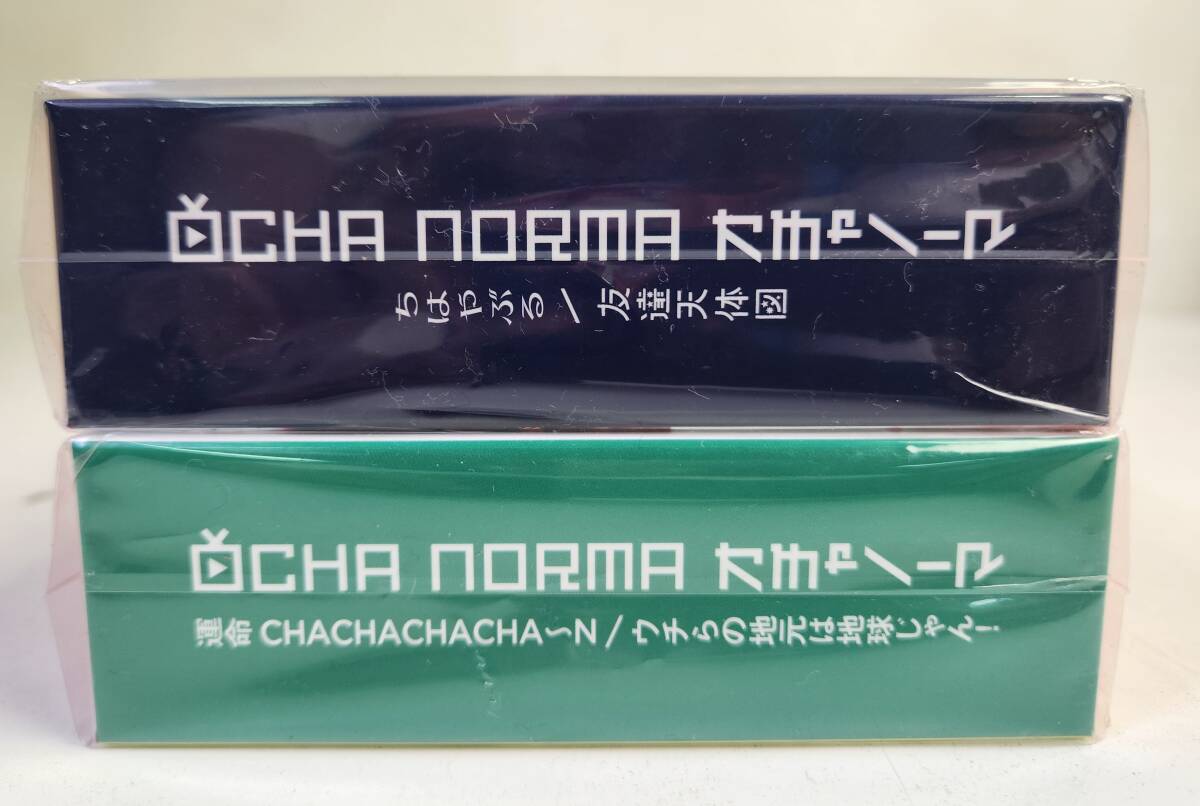 OCHA NORMA オチャノーマ
ちはやぶる/友達天体図
OCHA NORMA オチャノーマ
運命 CHACHACHACHA〜N/ウチらの地元は地球じゃん!